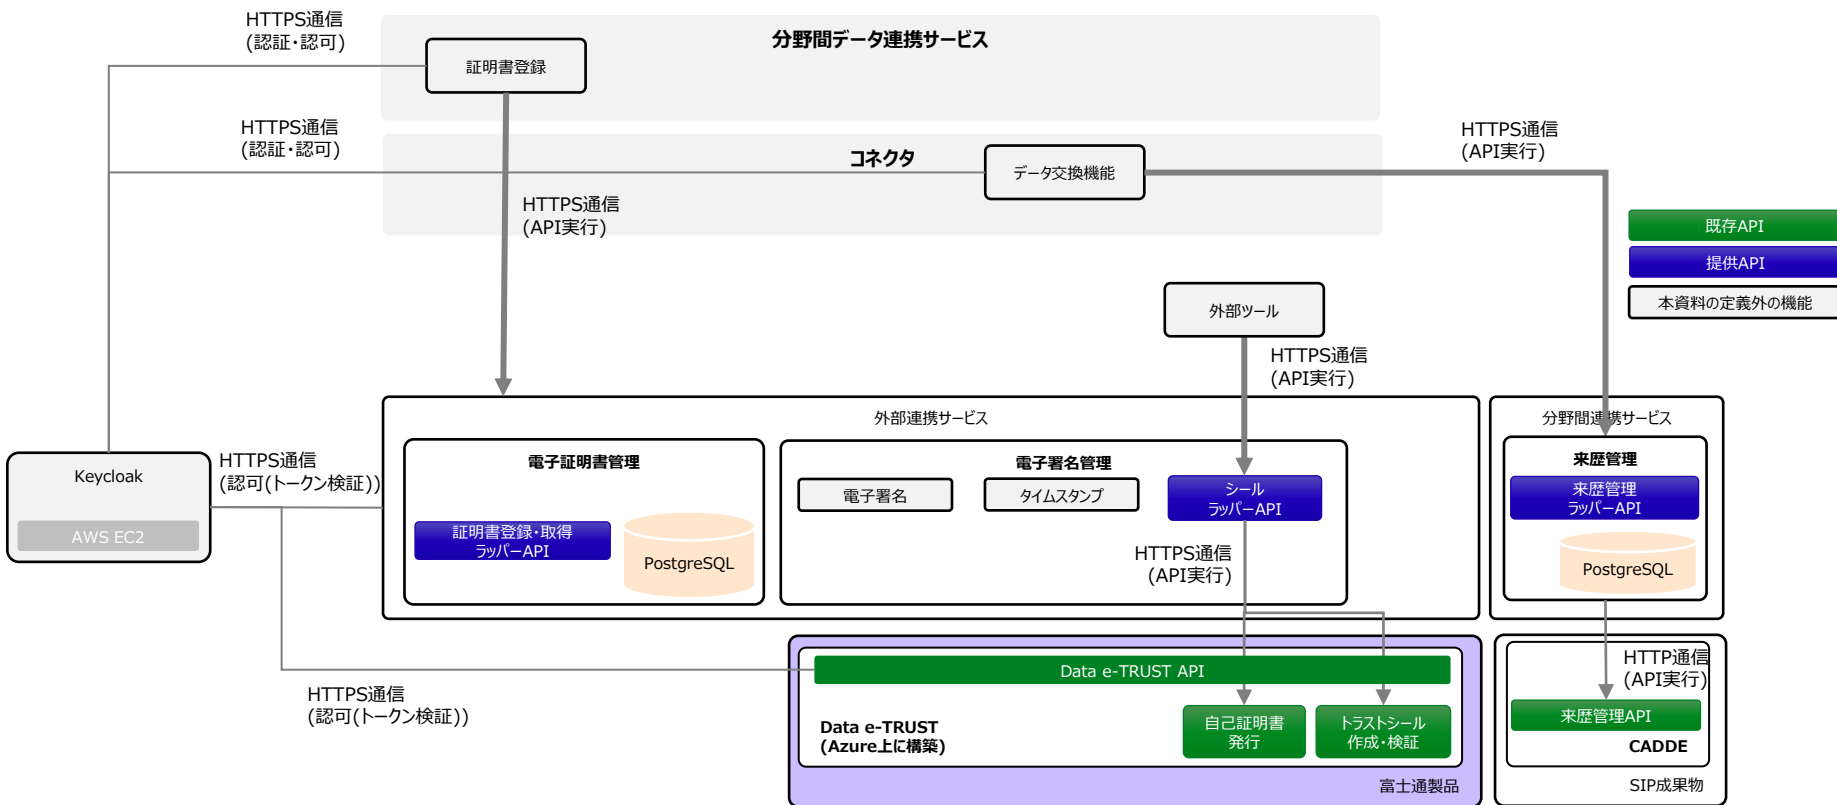 HTTPS通信
(認証・認可)
分野間データ連携サービス
証明書登録
HTTPS通信
(認証・認可)
コネクタ
データ交換機能
HTTPS通信
(API実行)
HTTPS通信
(API実行)
既存API
提供API
本資料の定義外の機能
外部ツール
HTTPS通信
(API実行)
外部連携サービス
分野間連携サービス
Keycloak
AWS EC2
HTTPS通信
(認可(トークン検証))
電子証明書管理
証明書登録・取得
ラッパーAPI
PostgreSQL
電子署名管理
電子署名
タイムスタンプ
シール
ラッパーAPI
HTTPS通信
(API実行)
来歴管理
来歴管理
ラッパーAPI
PostgreSQL
HTTPS通信
(認可(トークン検証))
Data e-TRUST API
Data e-TRUST
(Azure上に構築)
自己証明書
発行
トラストシール
作成・検証
富士通製品
HTTP通信
(API実行)
来歴管理API
CADDE
SIP成果物